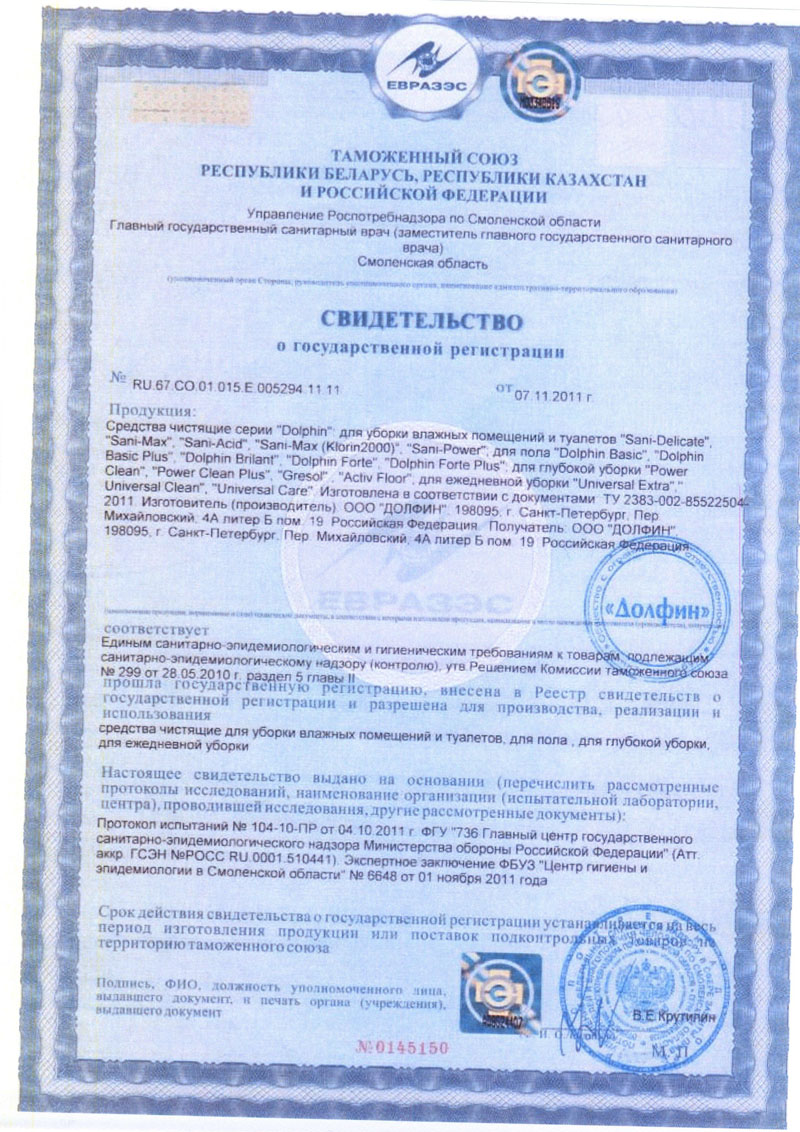 ЕВРАЗЭС
ТАМОЖЕННЫЙ СОЮЗ
РЕСПУБЛИКИ БЕЛАРУСЬ, РЕСПУБЛИКИ КАЗАХСТАН
И РОССИЙСКОЙ ФЕДЕРАЦИИ
Управление Роспотребнадзора по Смоленской области
Главный государственный санитарный врач (заместитель главного государственного санитарного
врача)
Смоленская область
(уполномоченный орган Стороны, руководитель уполномоченного органа, наименование административно-территориального образования)
СВИДЕТЕЛЬСТВО
о государственной регистрации
№ RU.67.CO.01.015.E.005294.11.11 от 07.11.2011 г.
Продукция:
Средства чистящие серии "Dolphin": для уборки влажных помещений и туалетов "Sani-Delicate",
"Sani-Max", "Sani-Acid", "Sani-Max (Klorin2000)", "Sani-Power"; для пола "Dolphin Basic", "Dolphin
Basic Plus", "Dolphin Brilant", "Dolphin Forte", "Dolphin Forte Plus"; для глубокой уборки "Power
Clean", "Power Clean Plus", "Gresol", "Activ Floor", для ежедневной уборки "Universal Extra","
Universal Clean", "Universal Care". Изготовлена в соответствии с документами: ТУ 2383-002-85522504-
2011. Изготовитель (производитель): ООО "ДОЛФИН", 198095, г. Санкт-Петербург, Пер.
Михайловский, 4А литер Б пом. 19. Российская Федерация. Получатель: ООО "ДОЛФИН"
198095, г. Санкт-Петербург, Пер. Михайловский, 4А литер Б пом. 19 Российская Федерация
ЕВРАЗЭС
«Долфин»
соответствует
Единым санитарно-эпидемиологическим и гигиеническим требованиям к товарам, подлежащим
санитарно-эпидемиологическому надзору (контролю), утв Решением Комиссии таможенного союза
№ 299 от 28.05.2010 г. раздел 5 главы II
прошла государственную регистрацию, внесена в Реестр свидетельств о
государственной регистрации и разрешена для производства, реализации и
использования
средства чистящие для уборки влажных помещений и туалетов, для пола , для глубокой уборки,
для ежедневной уборки
Настоящее свидетельство выдано на основании (перечислить рассмотренные
протоколы исследований, наименование организации (испытательной лаборатории,
центра), проводившей исследования, другие рассмотренные документы):
Протокол испытаний № 104-10-ПР от 04.10.2011 г. ФГУ "736 Главный центр государственного
санитарно-эпидемиологического надзора Министерства обороны Российской Федерации" (Атт.
аккр. ГСЭН №РОСС RU.0001.510441). Экспертное заключение ФБУЗ "Центр гигиены и
эпидемиологии в Смоленской области" № 6648 от 01 ноября 2011 года
Срок действия свидетельства о государственной регистрации устанавливается на весь
период изготовления продукции или поставок подконтрольных товаров на
территорию таможенного союза
Подпись, ФИО, должность уполномоченного лица,
выдавшего документ, и печать органа (учреждения),
выдавшего документ
В.Е.Крутилин
М. П.
№0145150